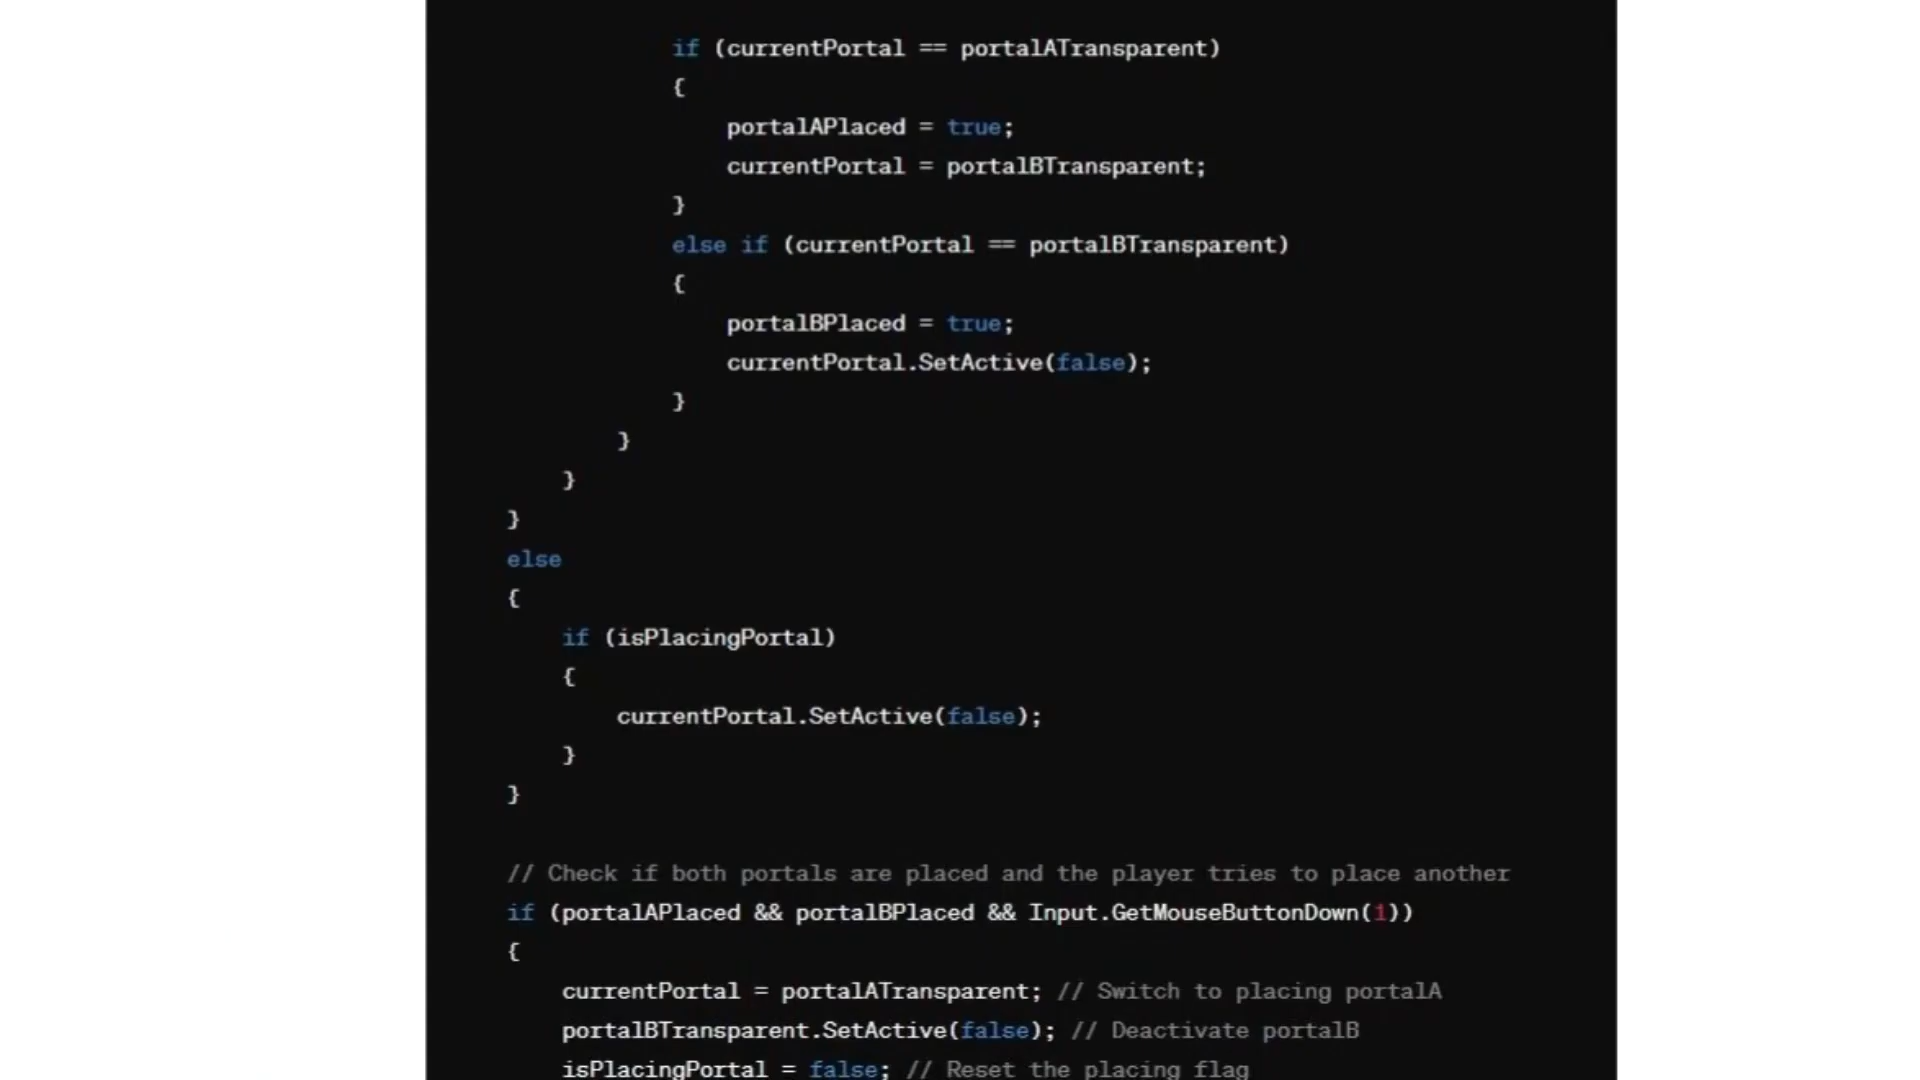 if (currentPortal == portalATransparent)
{
portalAPlaced = true;
currentPortal = portalBTransparent;
}
else if (currentPortal == portalBTransparent)
{
portalBPlaced = true;
currentPortal.SetActive(false);
}
}
}
}
else
{
if (isPlacingPortal)
{
currentPortal.SetActive(false);
}
}
// Check if both portals are placed and the player tries to place another
if (portalAPlaced && portalBPlaced && Input.GetMouseButtonDown(1))
{
currentPortal = portalATransparent; // Switch to placing portalA
portalBTransparent.SetActive(false); // Deactivate portalB
isPlacingPortal = false; // Reset the placing flag